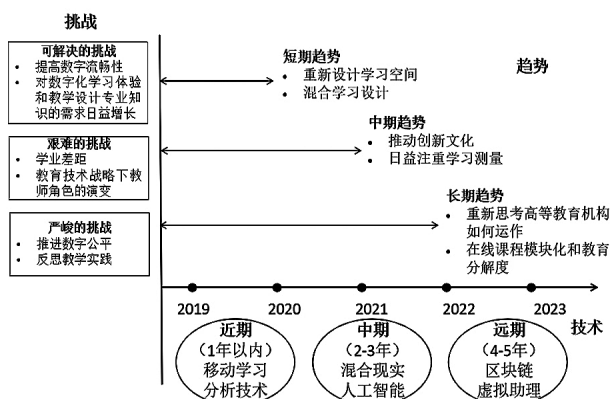 挑战
可解决的挑战
• 提高数字流畅性
• 对数字化学习体验
和教学设计专业知
识的需求日益增长
艰难的挑战
• 学业差距
• 教育技术战略下教
师角色的演变
严峻的挑战
• 推进数字公平
• 反思教学实践
趋势
短期趋势
• 重新设计学习空间
• 混合学习设计
中期趋势
• 推动创新文化
• 日益注重学习测量
长期趋势
• 重新思考高等教育机构
如何运作
• 在线课程模块化和教育
分解度
2019 2020 2021 2022 2023
技术
近期
(1年以内)
移动学习
分析技术
中期
(2-3年)
混合现实
人工智能
远期
(4-5年)
区块链
虚拟助理